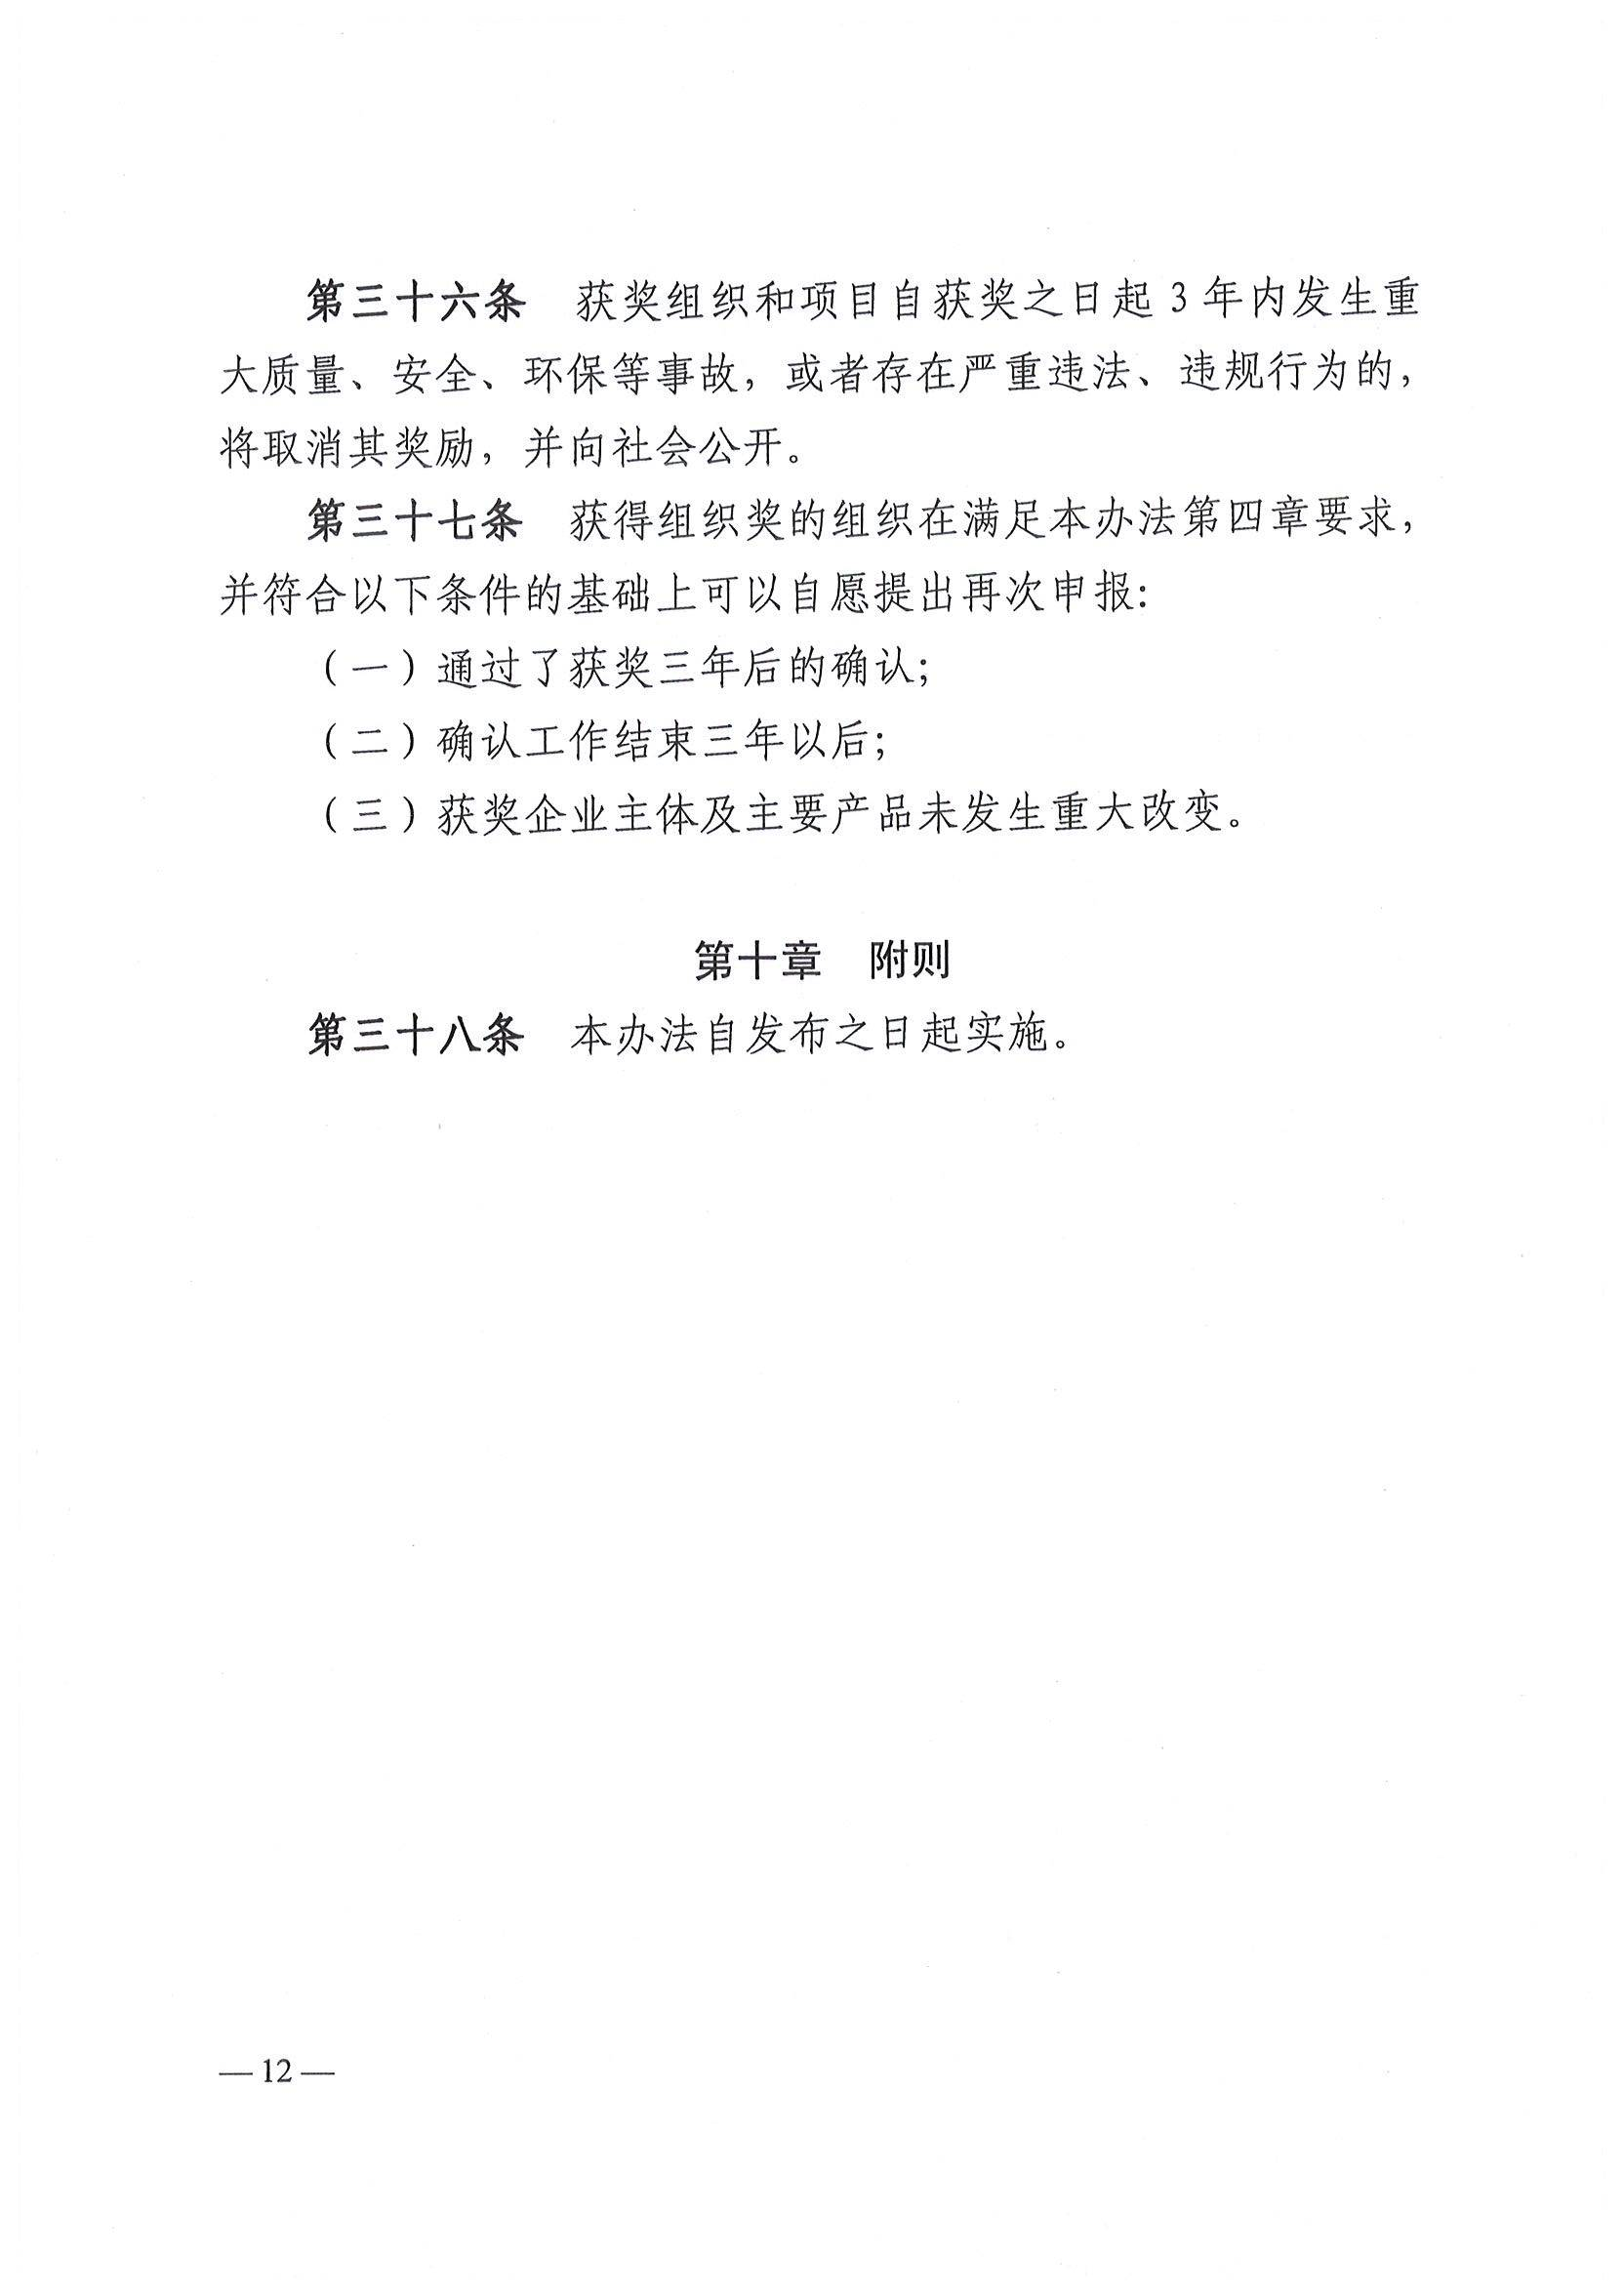 第三十六条 获奖组织和项目自获奖之日起 3 年内发生重
大质量、安全、环保等事故，或者存在严重违法、违规行为的，
将取消其奖励，并向社会公开。
第三十七条 获得组织奖的组织在满足本办法第四章要求，
并符合以下条件的基础上可以自愿提出再次申报：
（一）通过了获奖三年后的确认；
（二）确认工作结束三年以后；
（三）获奖企业主体及主要产品未发生重大改变。
第十章 附则
第三十八条 本办法自发布之日起实施。
— 12 —